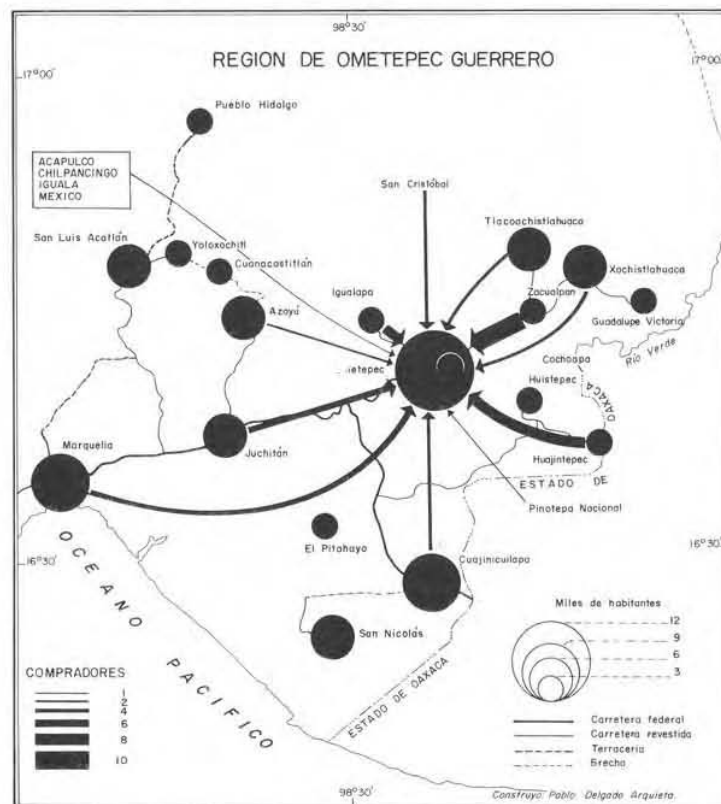 98°30'
REGION DE OMETEPEC GUERRERO
17°00'
17°00'
Pueblo Hidalgo
ACAPULCO
CHILPANCINGO
IGUALA
MEXICO
San Cristóbal
Tlacoachistlahuaca
San Luis Acatlán
Yoloxochitl
Cuanacastitlán
Xochistlahuaca
Igualapa
Zacualpan
Azoyú
Guadalupe Victoria
Río Verde
Cochoapa
Huistepec
OAXACA
Marquelia
Juchitán
Huajintepec
ESTADO DE
Pinotepa Nacional
16°30'
16°30'
El Pitahayo
Cuajinicuilapa
OCEANO PACIFICO
San Nicolás
ESTADO DE OAXACA
Miles de habitantes
12
9
6
3
COMPRADORES
1
2
4
6
8
10
Carretera federal
Carretera revestida
Terracería
Brecha
98°30'
Construyo: Pablo Delgado Arquieta.